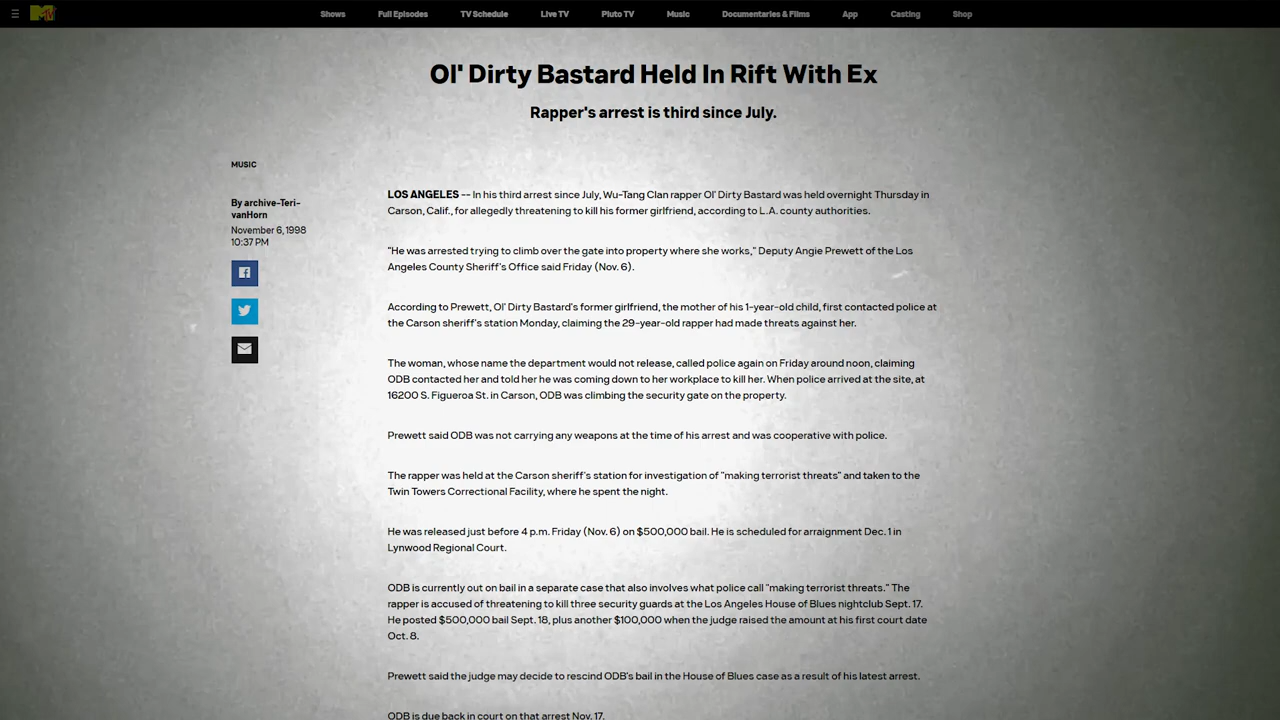 MTV
Shows Full Episodes TV Schedule Live TV Pluto TV Music Documentaries & Films App Casting Shop
Ol' Dirty Bastard Held In Rift With Ex
Rapper's arrest is third since July.
MUSIC
By archive-Teri-
vanHorn
November 6, 1998
10:37 PM
LOS ANGELES -- In his third arrest since July, Wu-Tang Clan rapper Ol' Dirty Bastard was held overnight Thursday in
Carson, Calif., for allegedly threatening to kill his former girlfriend, according to L.A. county authorities.
"He was arrested trying to climb over the gate into property where she works," Deputy Angie Prewett of the Los
Angeles County Sheriff's Office said Friday (Nov. 6).
According to Prewett, Ol' Dirty Bastard's former girlfriend, the mother of his 1-year-old child, first contacted police at
the Carson sheriff's station Monday, claiming the 29-year-old rapper had made threats against her.
The woman, whose name the department would not release, called police again on Friday around noon, claiming
ODB contacted her and told her he was coming down to her workplace to kill her. When police arrived at the site, at
16200 S. Figueroa St. in Carson, ODB was climbing the security gate on the property.
Prewett said ODB was not carrying any weapons at the time of his arrest and was cooperative with police.
The rapper was held at the Carson sheriff's station for investigation of "making terrorist threats" and taken to the
Twin Towers Correctional Facility, where he spent the night.
He was released just before 4 p.m. Friday (Nov. 6) on $500,000 bail. He is scheduled for arraignment Dec. 1 in
Lynwood Regional Court.
ODB is currently out on bail in a separate case that also involves what police call "making terrorist threats." The
rapper is accused of threatening to kill three security guards at the Los Angeles House of Blues nightclub Sept. 17.
He posted $500,000 bail Sept. 18, plus another $100,000 when the judge raised the amount at his first court date
Oct. 8.
Prewett said the judge may decide to rescind ODB's bail in the House of Blues case as a result of his latest arrest.
ODB is due back in court on that arrest Nov. 17.